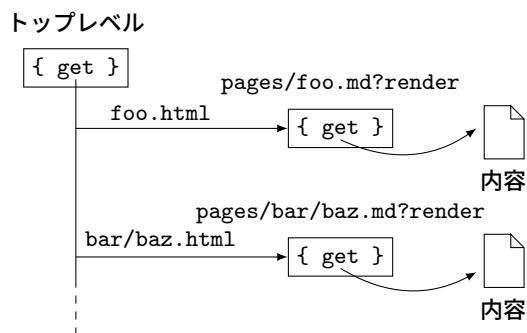 トップレベル
{ get }
pages/foo.md?render
foo.html
{ get }
内容
pages/bar/baz.md?render
bar/baz.html
{ get }
内容